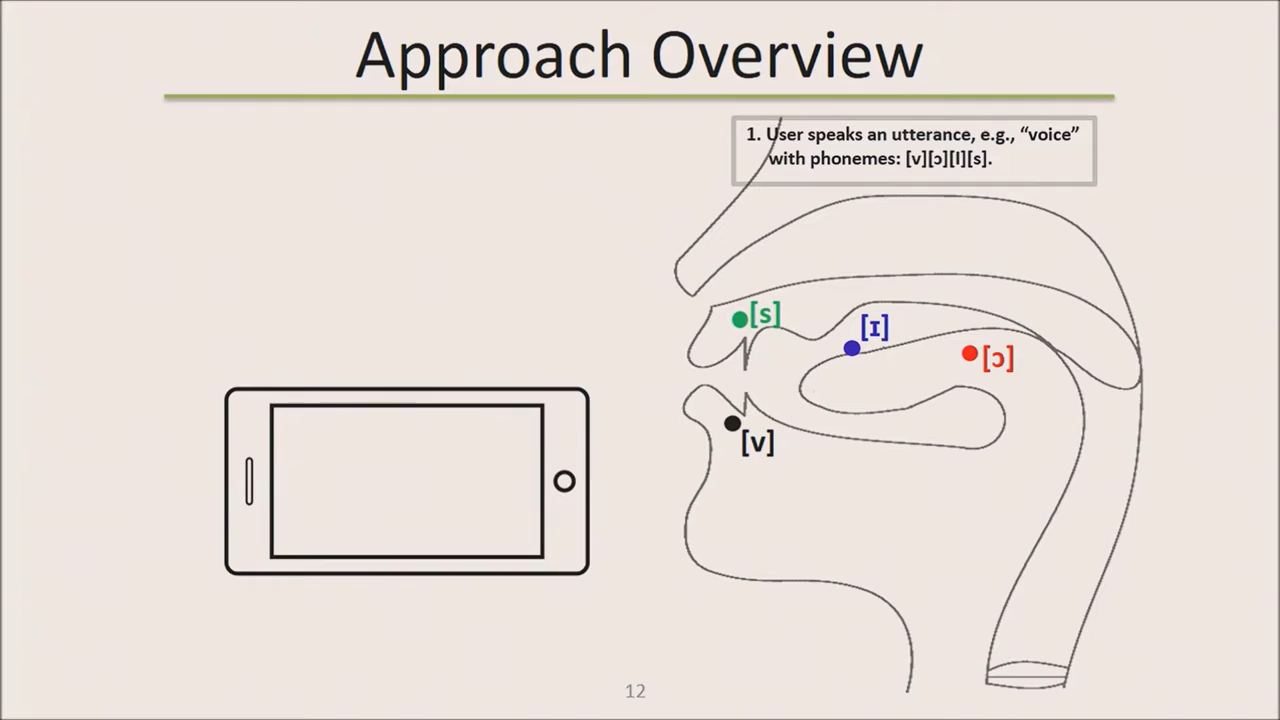 Approach Overview
1. User speaks an utterance, e.g., “voice”
with phonemes: [v][ɔ][I][s].
[s]
[ɪ]
[ɔ]
[v]
12